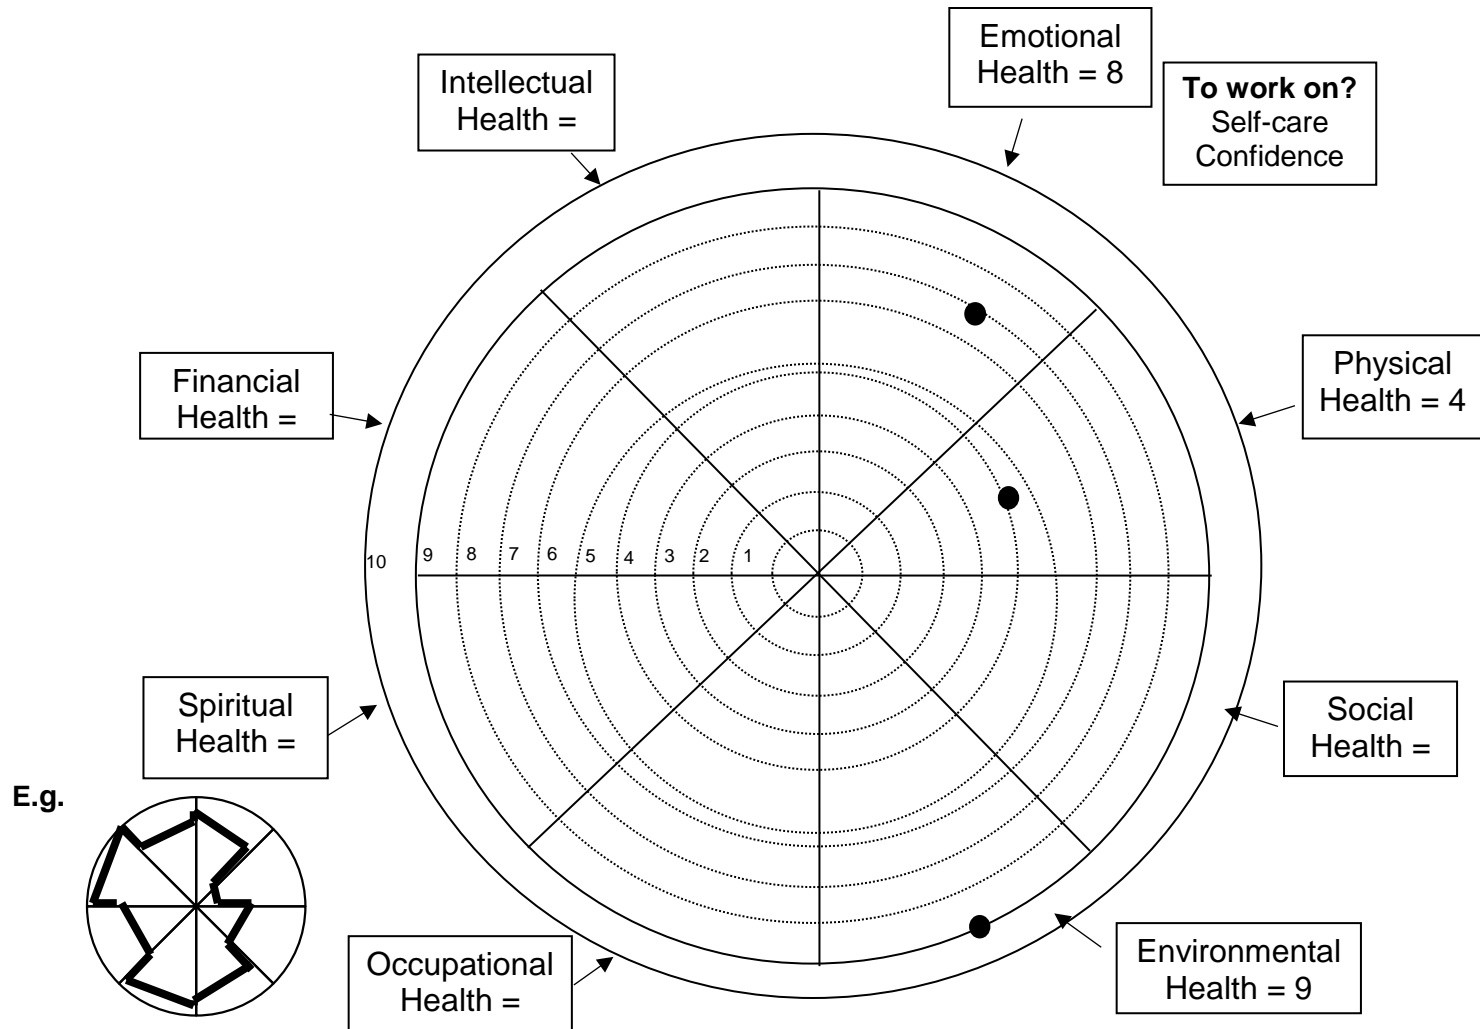 Emotional
Health = 8
Intellectual
Health =
To work on?
Self-care
Confidence
Financial
Health =
Physical
Health = 4
10
9
8
7
6
5
4
3
2
1
Spiritual
Health =
Social
Health =
E.g.
Occupational
Health =
Environmental
Health = 9